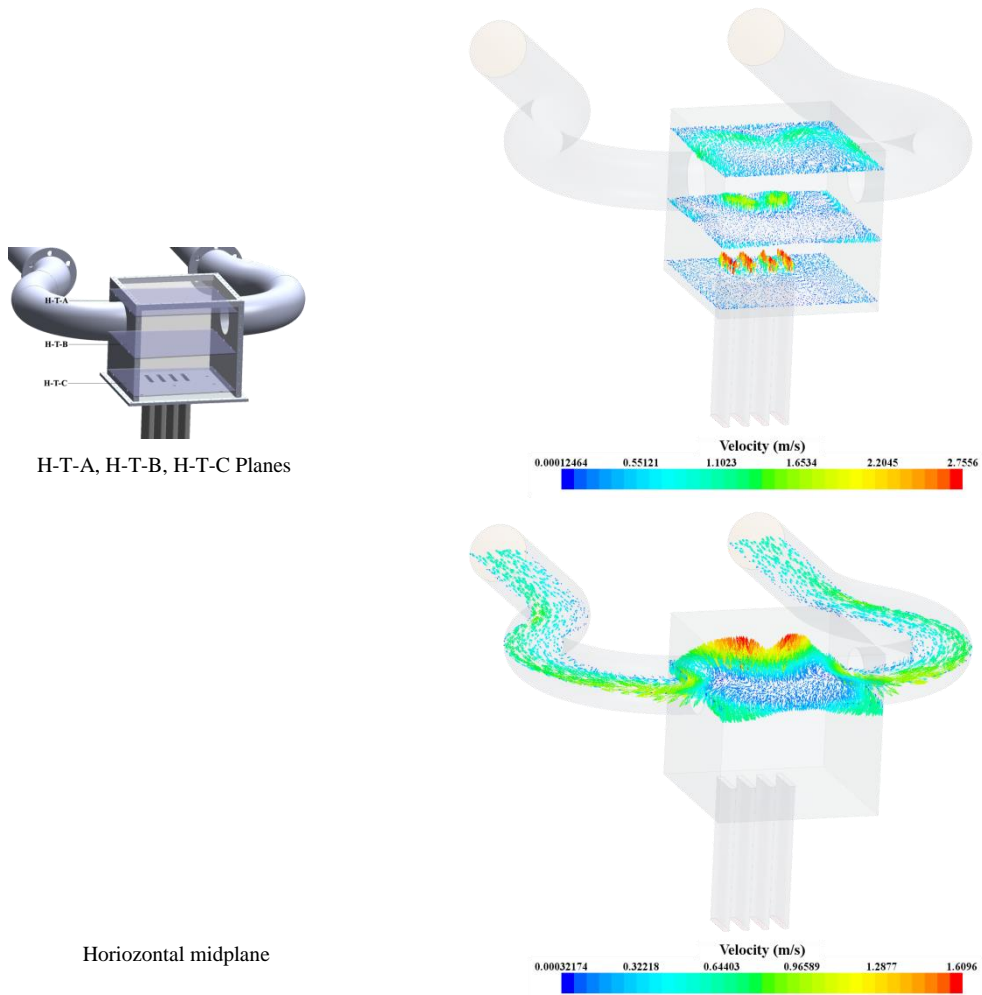 H-T-A
H-T-B
H-T-C
H-T-A, H-T-B, H-T-C Planes
Velocity (m/s)
0.00012464 0.55121 1.1023 1.6534 2.2045 2.7556
Horiozontal midplane
Velocity (m/s)
0.00032174 0.32218 0.64403 0.96589 1.2877 1.6096